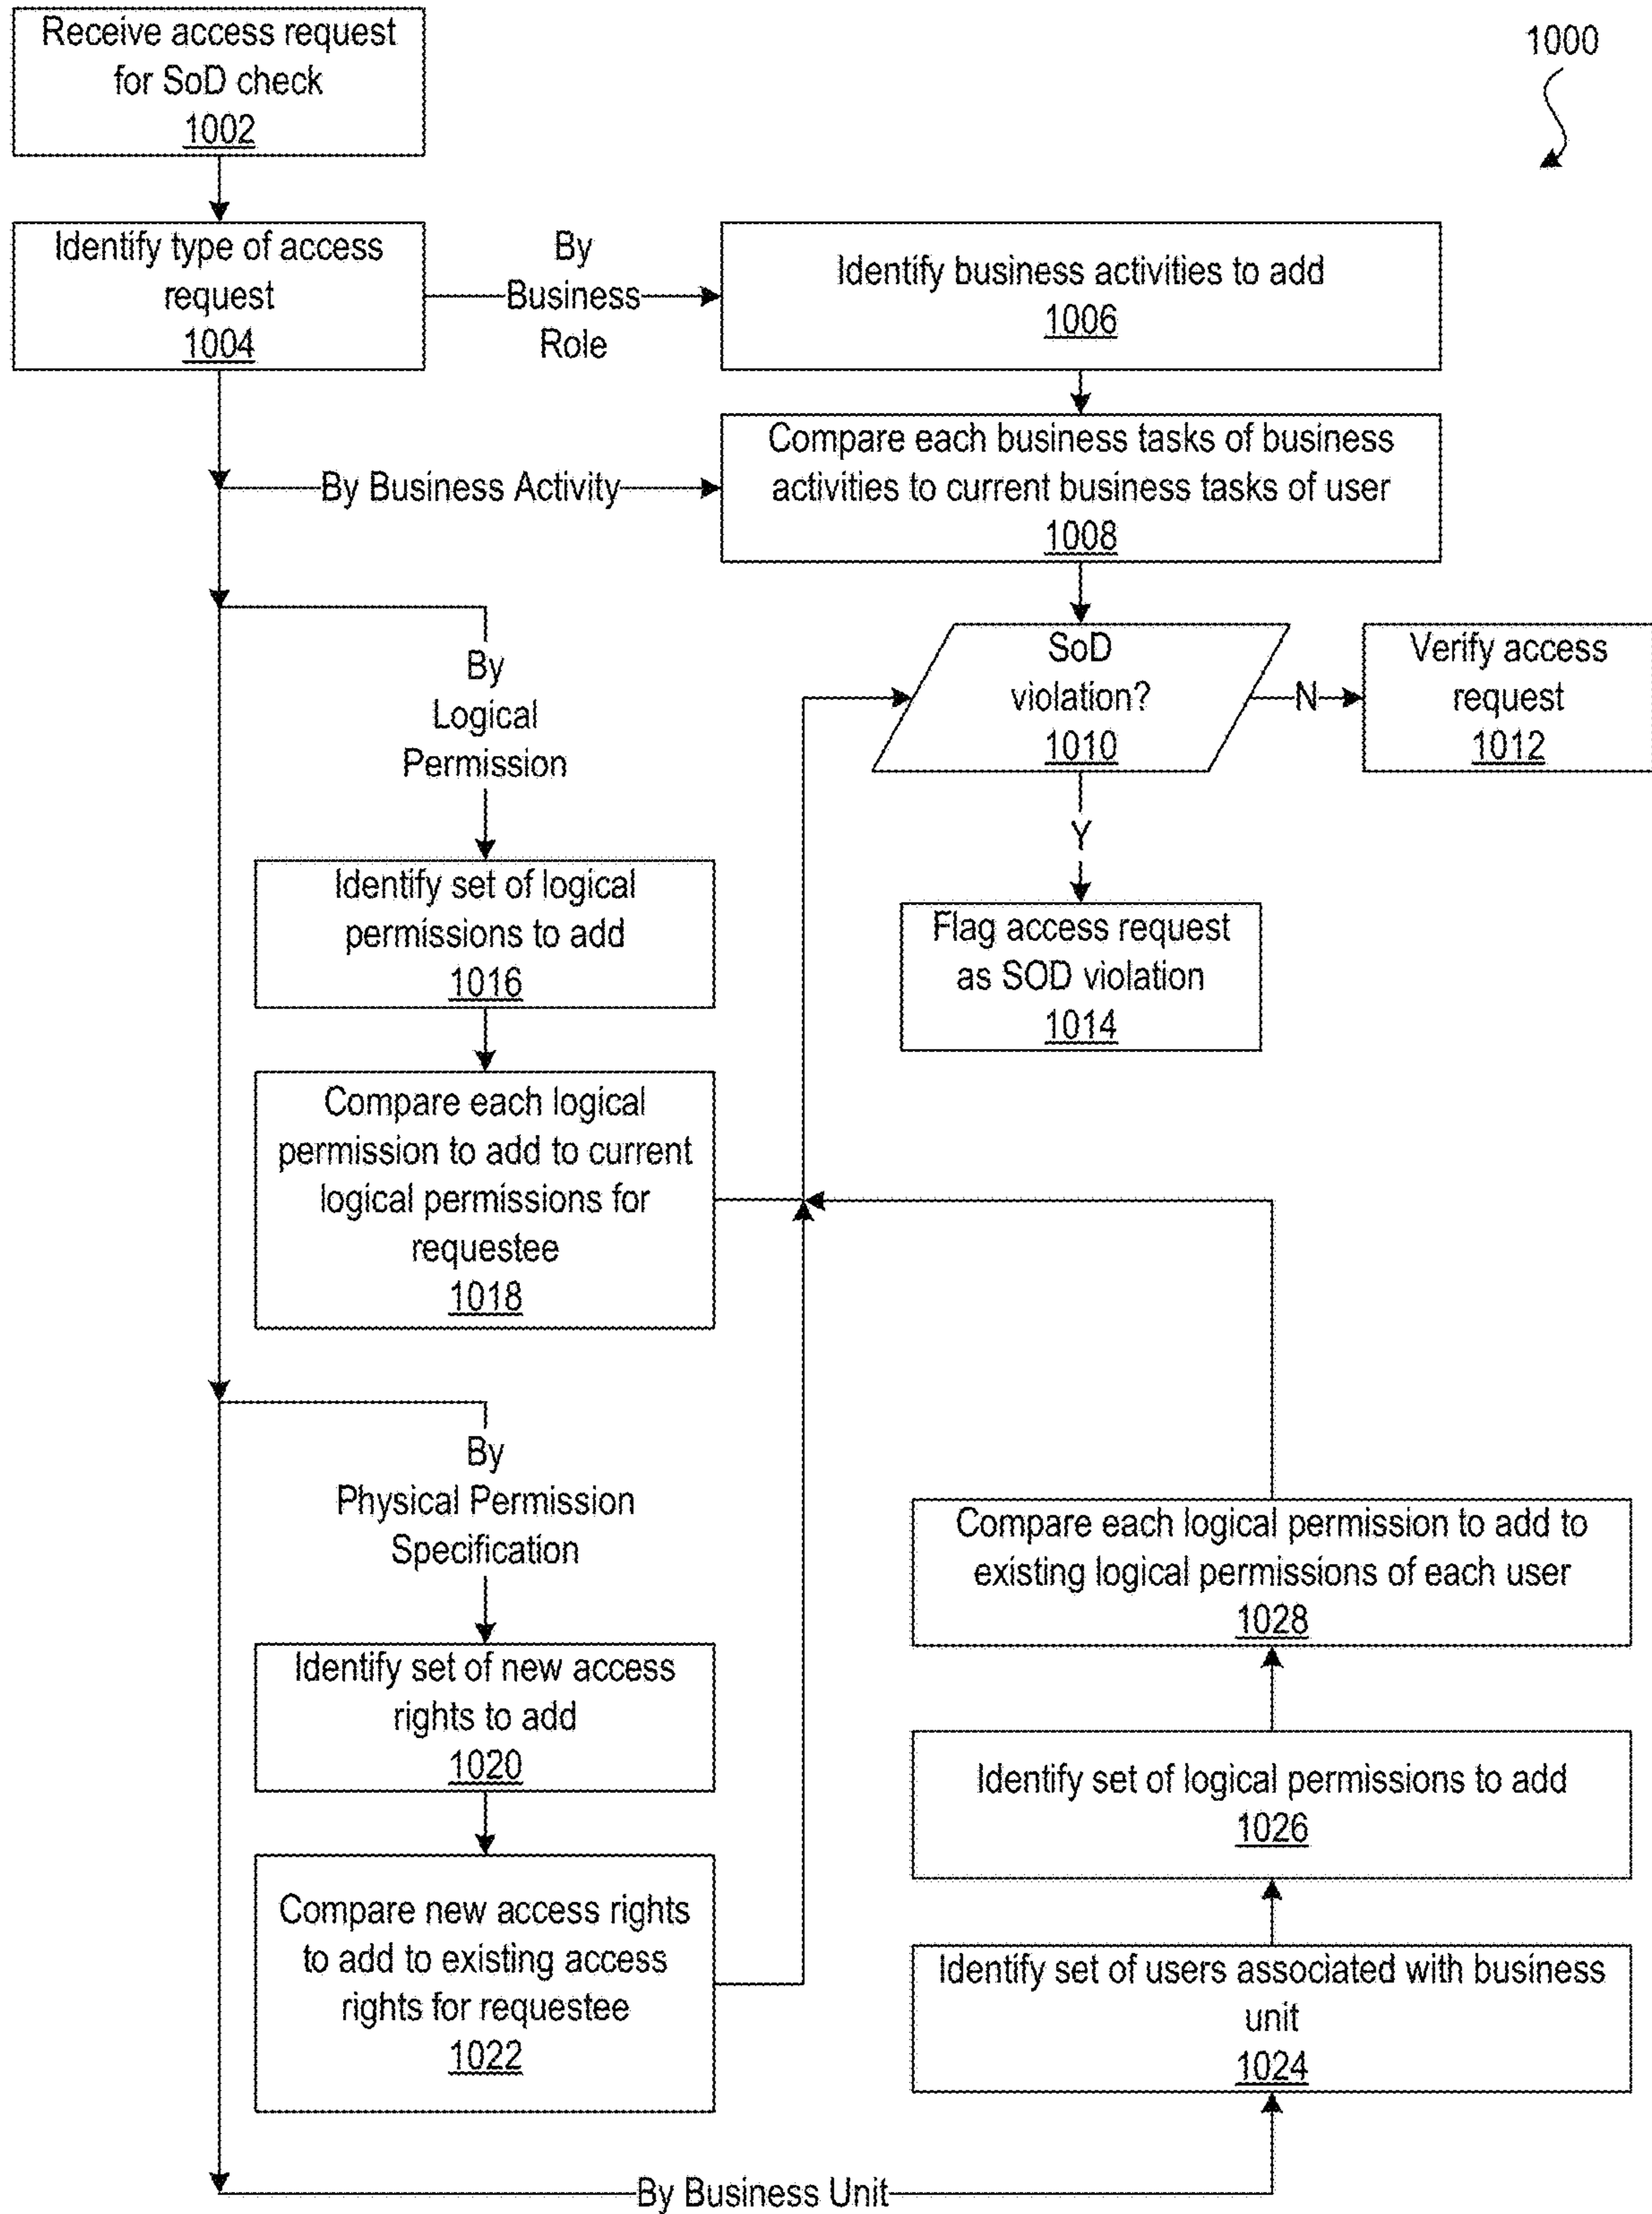 Receive access request
for SoD check
1002
1000
Identify type of access
request
1004
By
Business
Role
Identify business activities to add
1006
By Business Activity
Compare each business tasks of business
activities to current business tasks of user
1008
SoD
violation?
1010
N
Verify access
request
1012
Y
Flag access request
as SOD violation
1014
By
Logical
Permission
Identify set of logical
permissions to add
1016
Compare each logical
permission to add to current
logical permissions for
requestee
1018
By
Physical Permission
Specification
Identify set of new access
rights to add
1020
Compare new access rights
to add to existing access
rights for requestee
1022
Compare each logical permission to add to
existing logical permissions of each user
1028
Identify set of logical permissions to add
1026
Identify set of users associated with business
unit
1024
By Business Unit